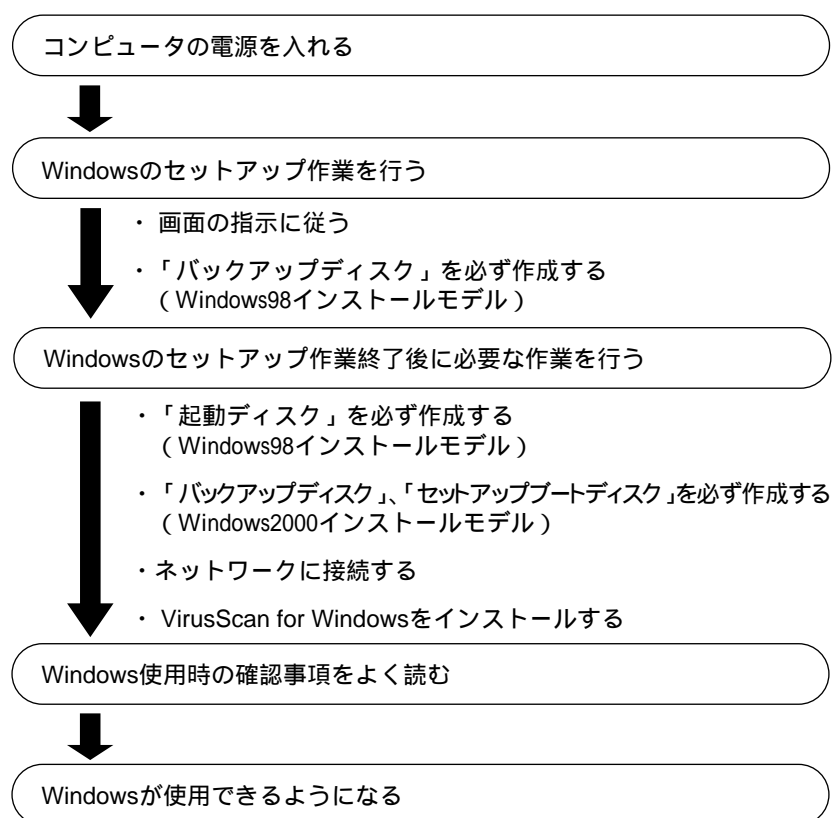 コンピュータの電源を入れる
Windowsのセットアップ作業を行う
・ 画面の指示に従う
・「バックアップディスク」を必ず作成する
（Windows98インストールモデル）
Windowsのセットアップ作業終了後に必要な作業を行う
・「起動ディスク」を必ず作成する
（Windows98インストールモデル）
・「バックアップディスク」、「セットアップブートディスク」を必ず作成する
（Windows2000インストールモデル）
・ネットワークに接続する
・ VirusScan for Windowsをインストールする
Windows使用時の確認事項をよく読む
Windowsが使用できるようになる